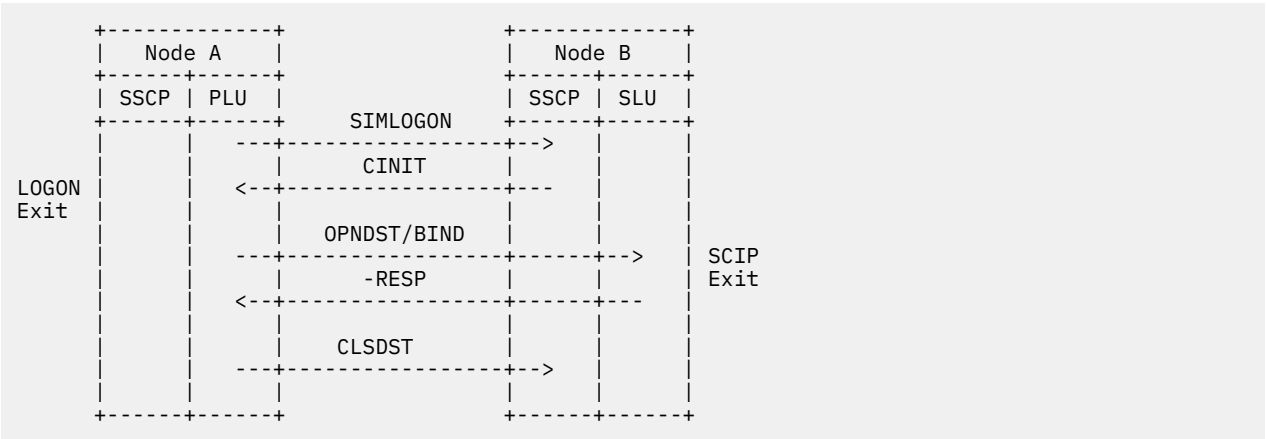 +-------------+                +-------------+
|   Node A    |                |   Node B    |
+------+------+                +------+------+
| SSCP | PLU  |                | SSCP | SLU  |
+------+------+    SIMLOGON    +------+------+
|      |   ---+----------------+-->   |      |
|      |      |     CINIT      |      |      |
LOGON |      |   <--+----------------+---   |      |
Exit  |      |      |                |      |      |
|      |      |  OPNDST/BIND   |      |      |
|      |   ---+----------------+------+-->   | SCIP
|      |      |     -RESP      |      |      | Exit
|      |   <--+----------------+------+---   |
|      |      |                |      |      |
|      |      |   CLSDST       |      |      |
|      |   ---+----------------+-->   |      |
|      |      |                |      |      |
+------+------+                +------+------+